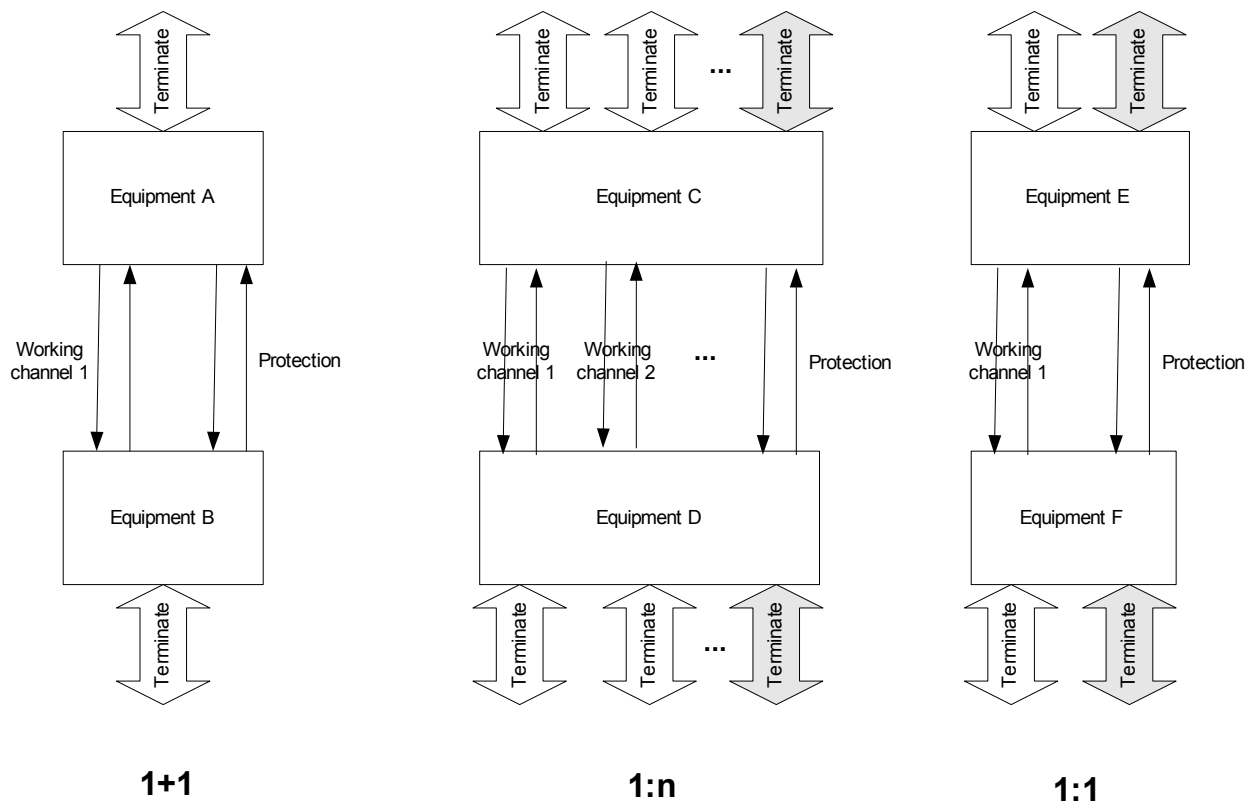 Terminate
Terminate
Terminate
...
Terminate
Terminate
Terminate
Equipment A
Equipment C
Equipment E
Working
channel 1
Protection
Working
channel 1
Working
channel 2
...
Protection
Working
channel 1
Protection
Equipment B
Equipment D
Equipment F
Terminate
Terminate
Terminate
...
Terminate
Terminate
Terminate
1+1
1:n
1:1